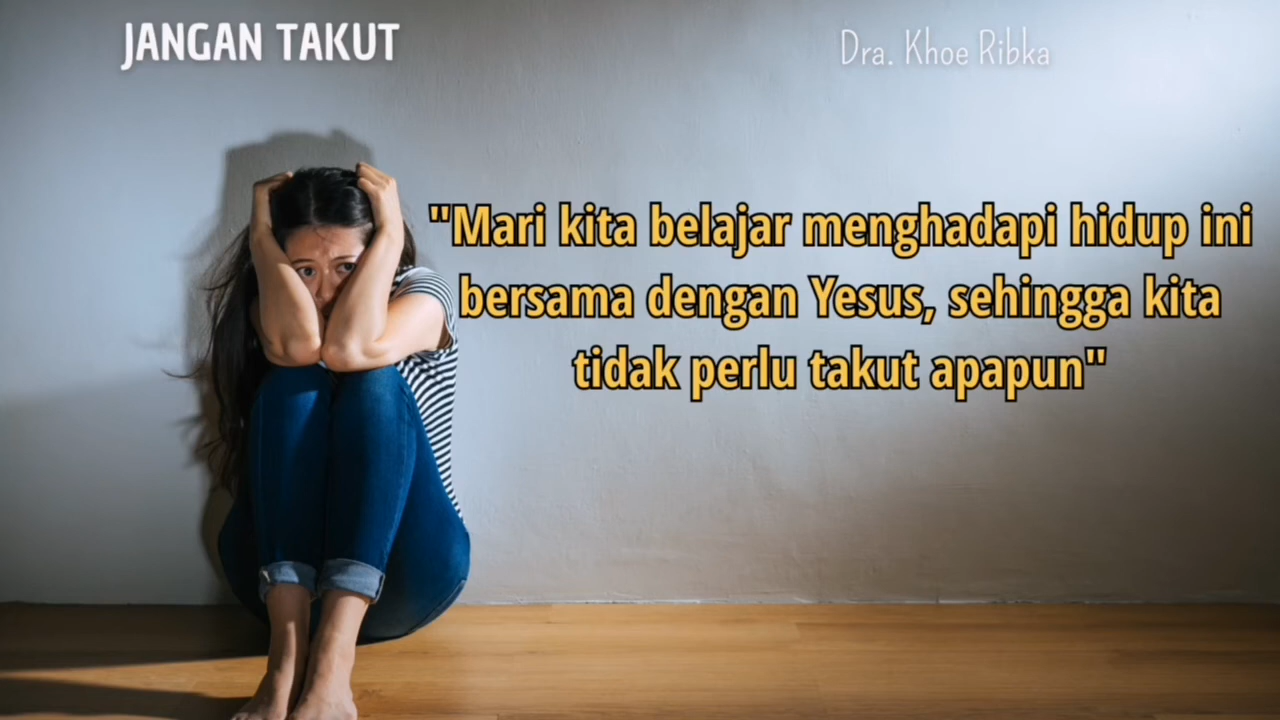 JANGAN TAKUT
Dra. Khoe Ribka
"Mari kita belajar menghadapi hidup ini
bersama dengan Yesus, sehingga kita
tidak perlu takut apapun"